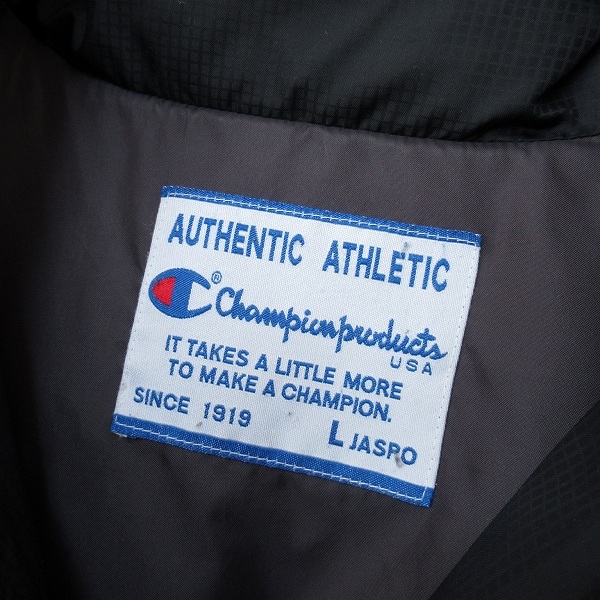 AUTHENTIC ATHLETIC
C® Championproducts
USA
IT TAKES A LITTLE MORE
TO MAKE A CHAMPION.
SINCE 1919
L JASPO